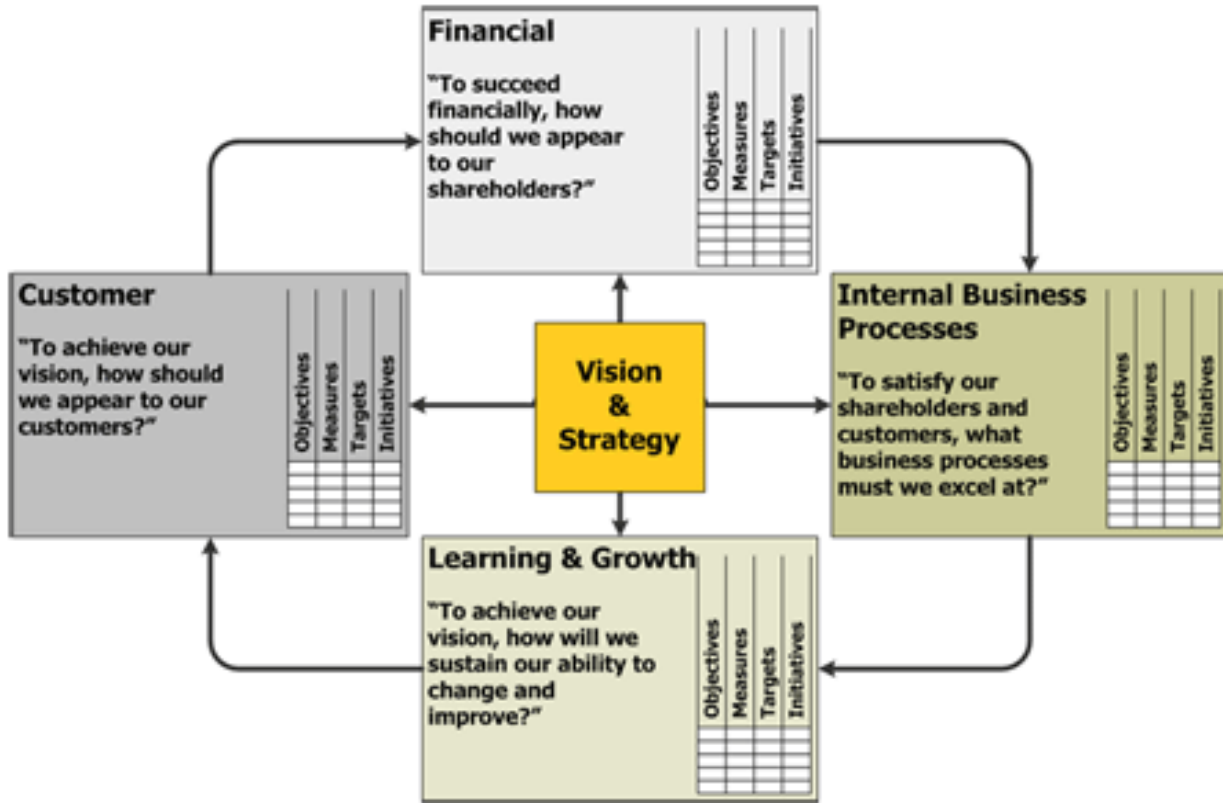 Financial
“To succeed
financially, how
should we appear
to our
shareholders?”
Objectives
Measures
Targets
Initiatives
Customer
“To achieve our
vision, how should
we appear to our
customers?”
Objectives
Measures
Targets
Initiatives
Vision
&
Strategy
Internal Business
Processes
“To satisfy our
shareholders and
customers, what
business processes
must we excel at?”
Objectives
Measures
Targets
Initiatives
Learning & Growth
“To achieve our
vision, how will we
sustain our ability to
change and
improve?”
Objectives
Measures
Targets
Initiatives